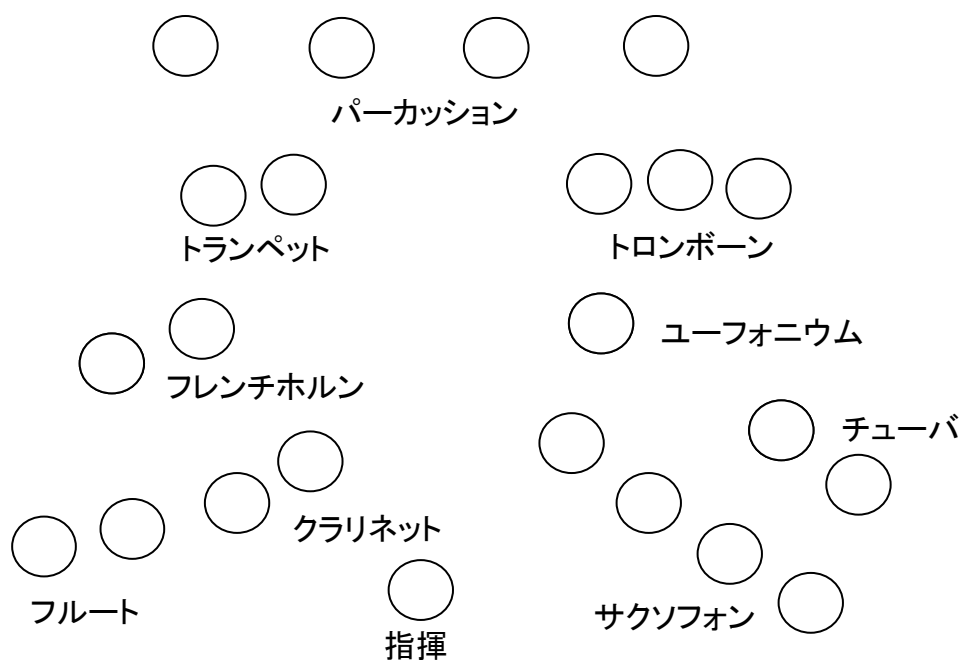 パーカッション
トランペット
トロンボーン
ユーフォニウム
フレンチホルン
チューバ
クラリネット
フルート
サクソフォン
指揮